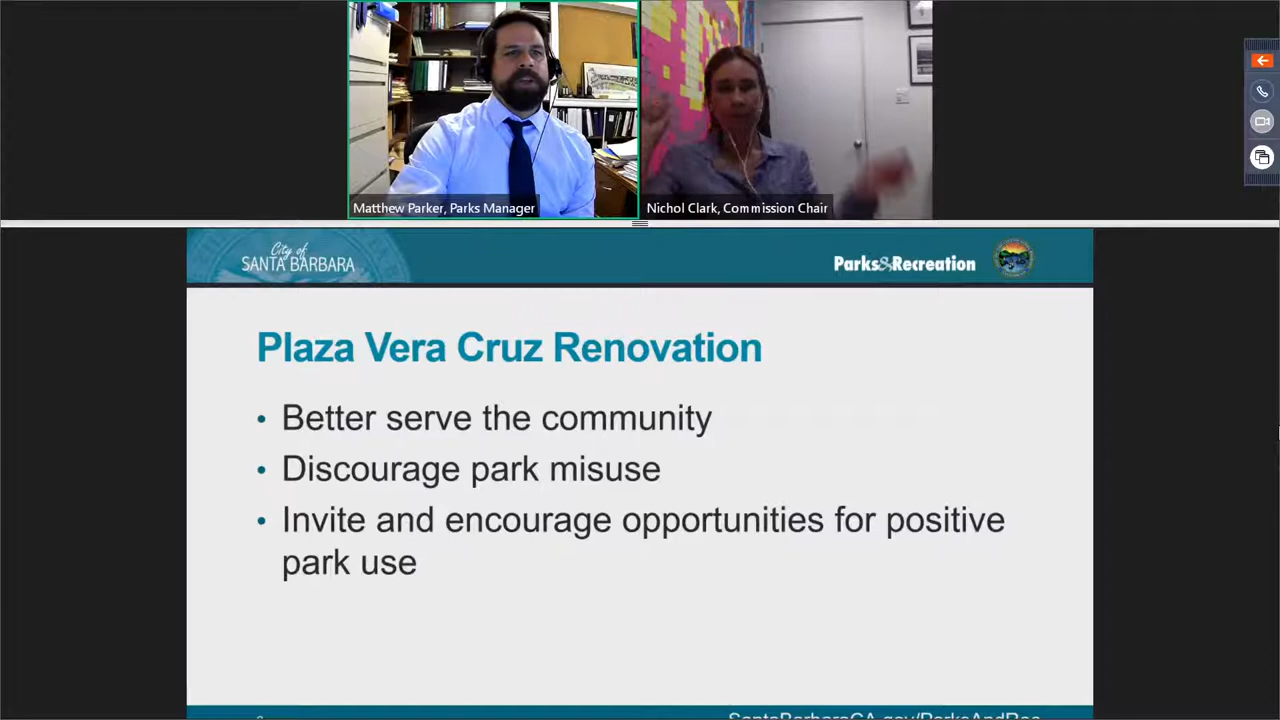 Matthew Parker, Parks Manager
Nichol Clark, Commission Chair
City of
SANTA BARBARA
Parks&Recreation
Plaza Vera Cruz Renovation
• Better serve the community
• Discourage park misuse
• Invite and encourage opportunities for positive
park use
SantaBarbaraCA.gov/ParksAndRec